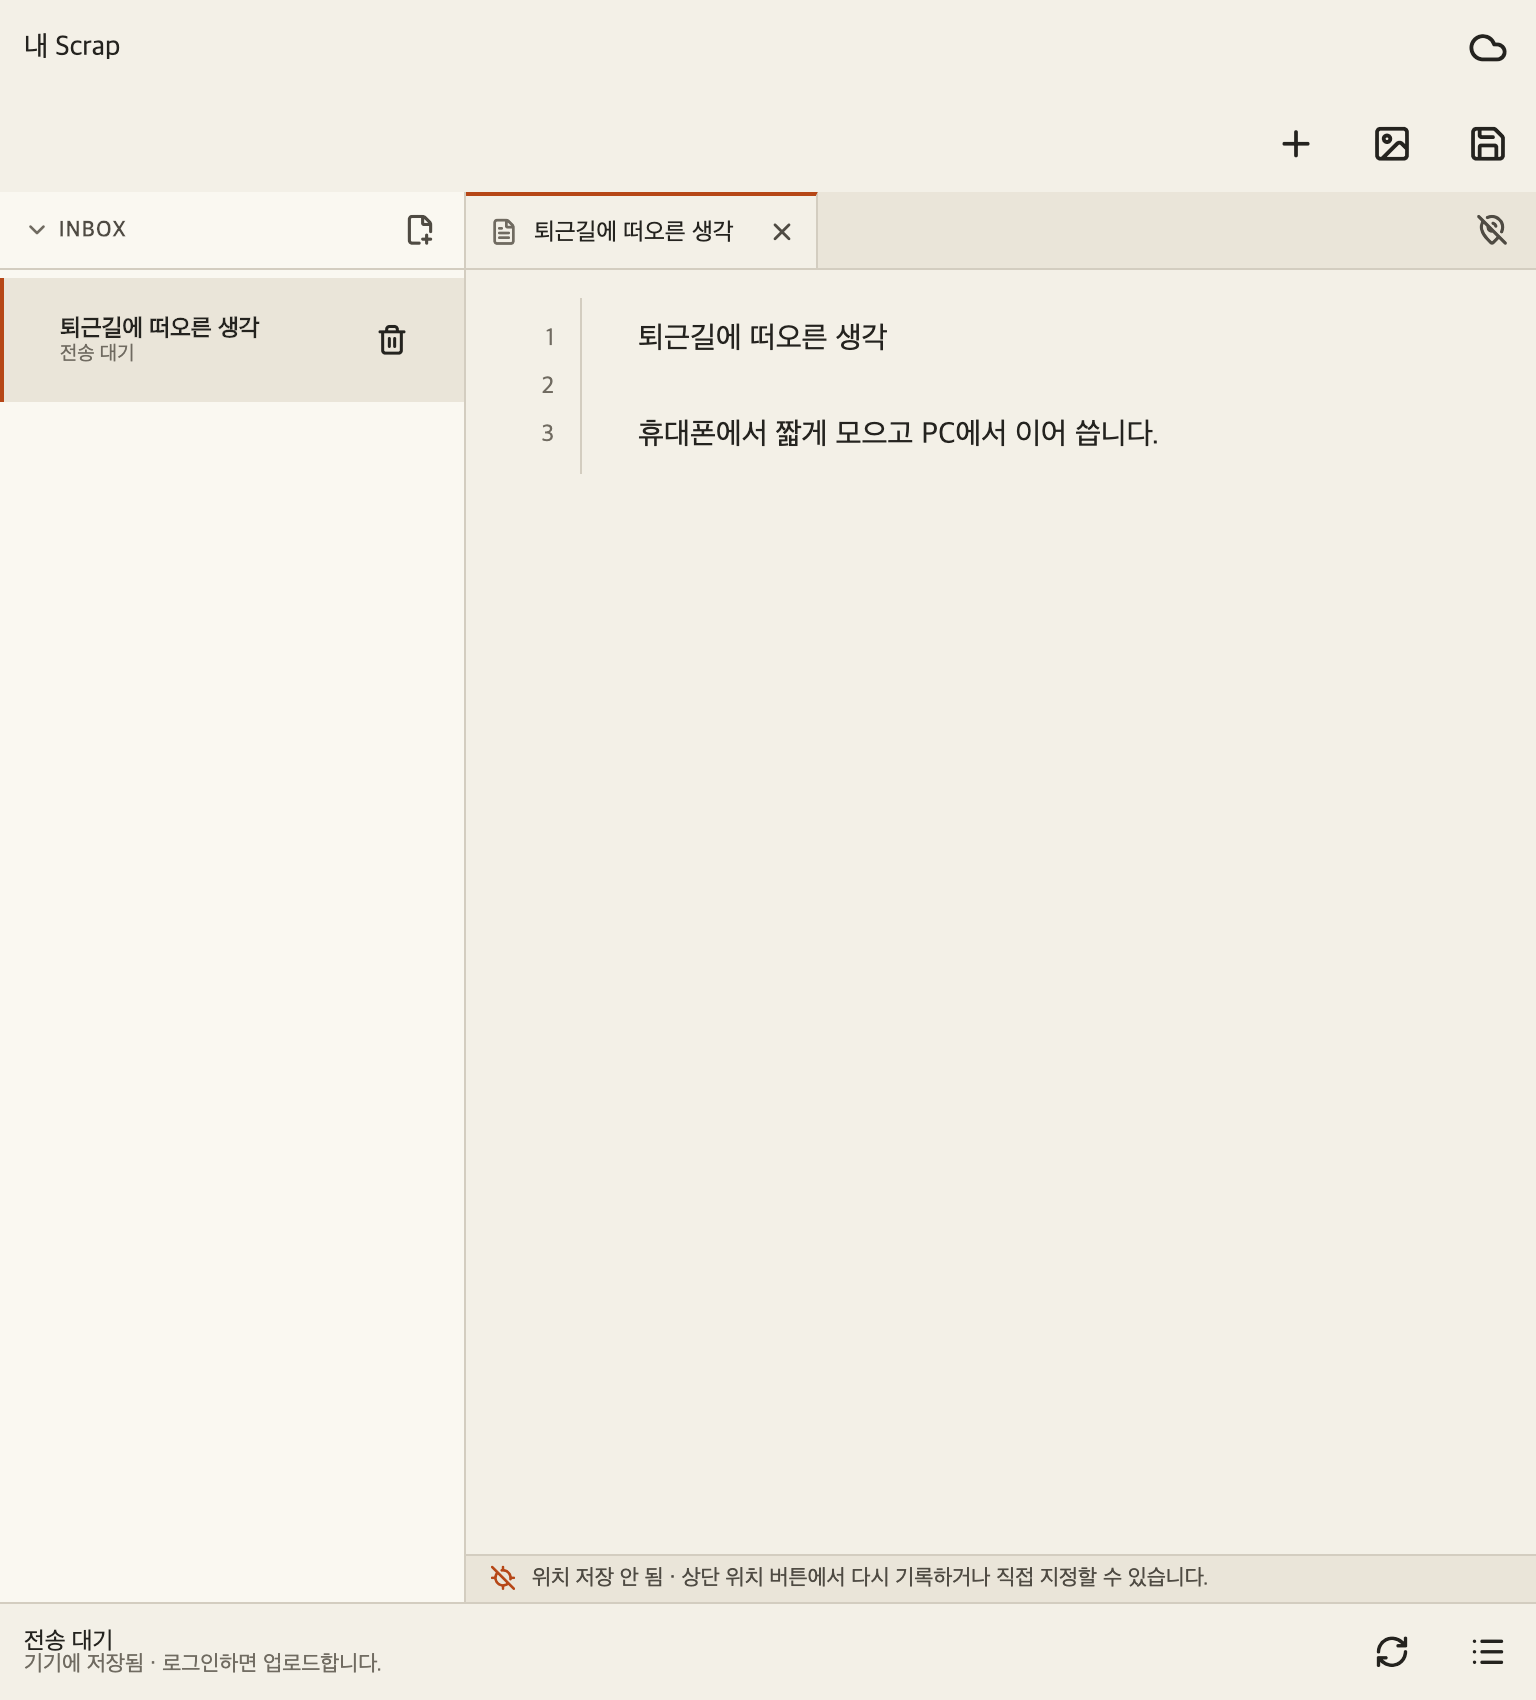 내 Scrap
INBOX
퇴근길에 떠오른 생각
전송 대기
퇴근길에 떠오른 생각
1 퇴근길에 떠오른 생각
2
3 휴대폰에서 짧게 모으고 PC에서 이어 씁니다.
위치 저장 안 됨 · 상단 위치 버튼에서 다시 기록하거나 직접 지정할 수 있습니다.
전송 대기
기기에 저장됨 · 로그인하면 업로드합니다.